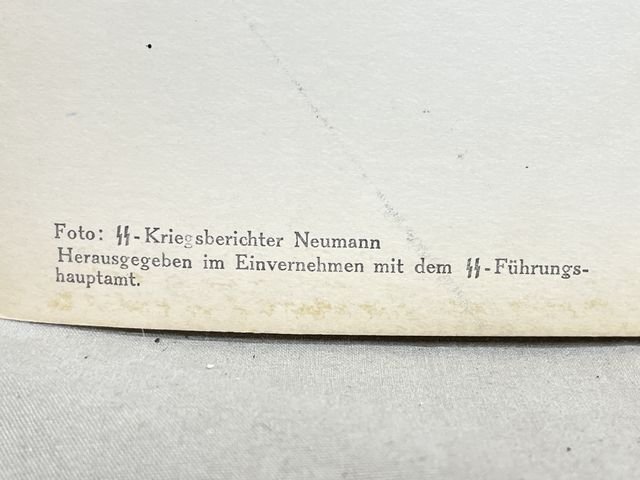 Foto: ᛋᛋ-Kriegsberichter Neumann
Herausgegeben im Einvernehmen mit dem ᛋᛋ-Führungs-
hauptamt.